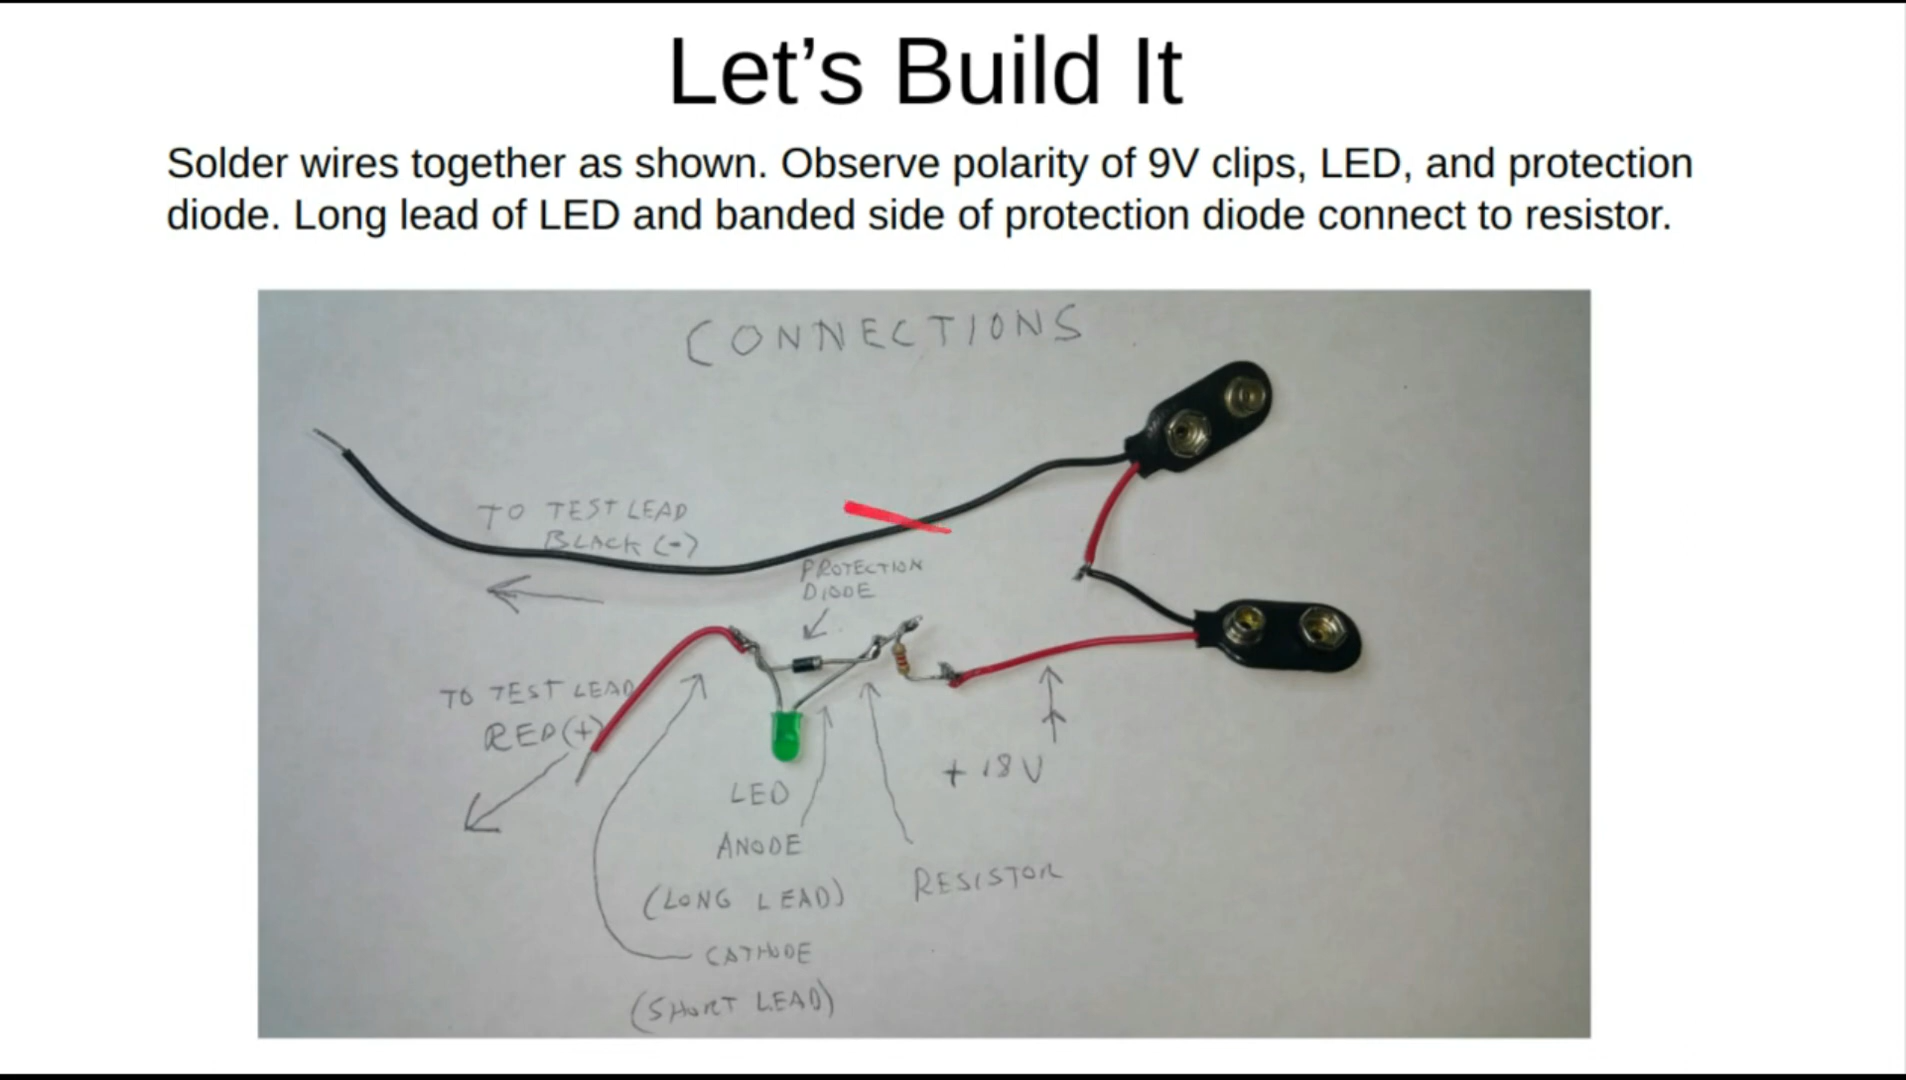 Let’s Build It
Solder wires together as shown. Observe polarity of 9V clips, LED, and protection
diode. Long lead of LED and banded side of protection diode connect to resistor.
CONNECTIONS
TO TEST LEAD
BLACK (-)
PROTECTION
DIODE
TO TEST LEAD
RED (+)
+ 18V
LED
ANODE
(LONG LEAD)
RESISTOR
CATHODE
(SHORT LEAD)